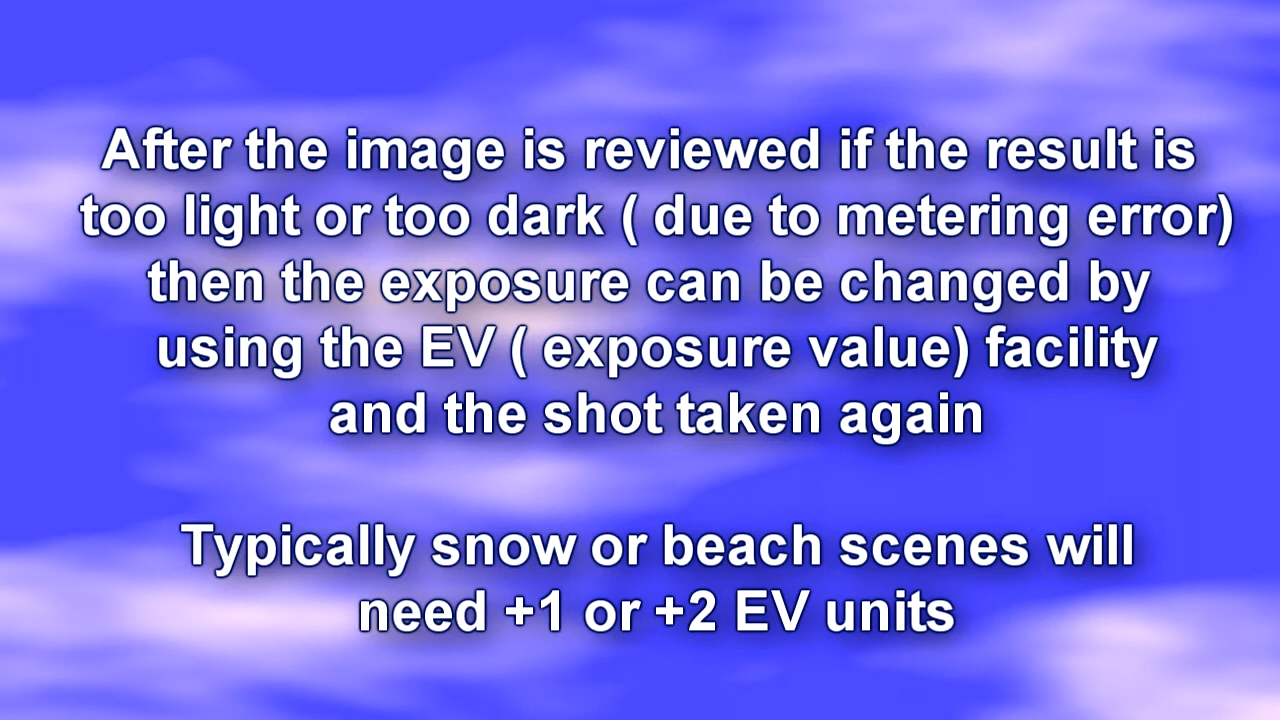 After the image is reviewed if the result is
too light or too dark ( due to metering error)
then the exposure can be changed by
using the EV ( exposure value) facility
and the shot taken again
Typically snow or beach scenes will
need +1 or +2 EV units